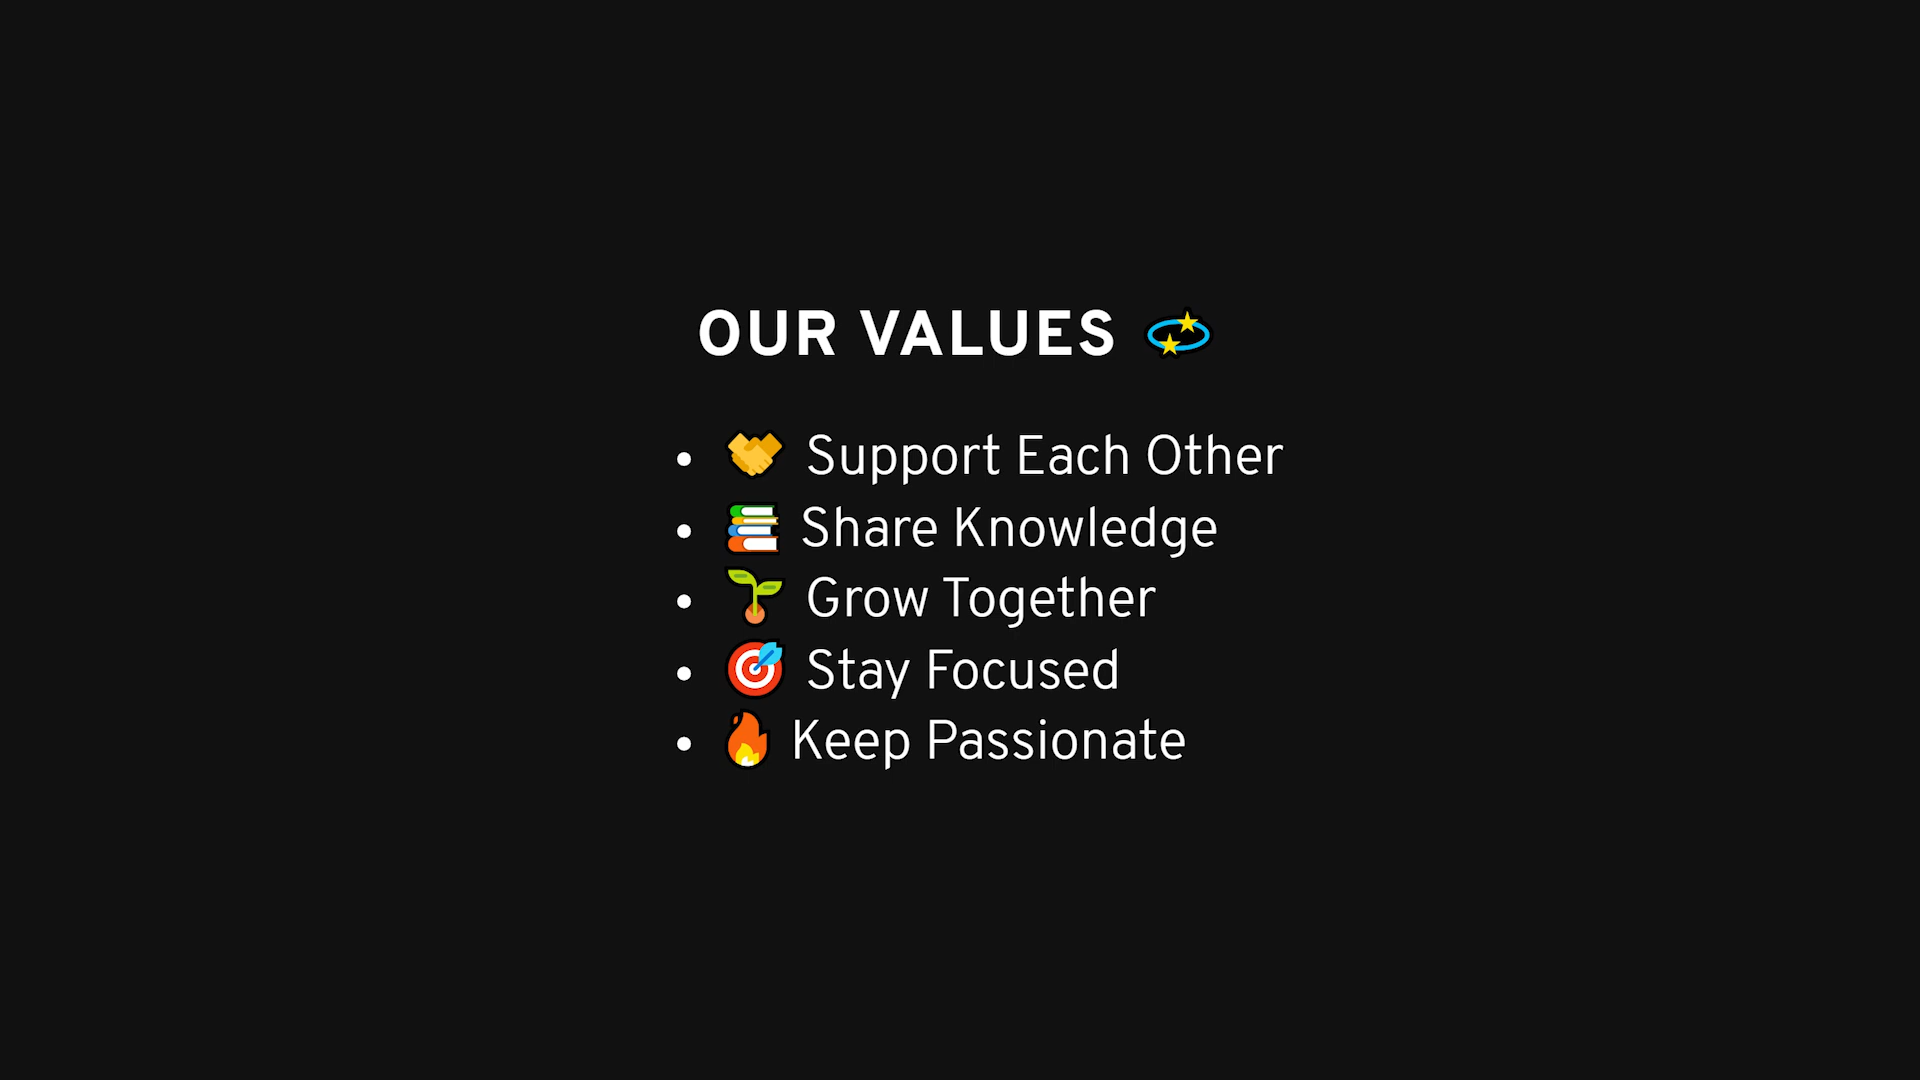 OUR VALUES 💫
• 🤝 Support Each Other
• 📚 Share Knowledge
• 🌱 Grow Together
• 🎯 Stay Focused
• 🔥 Keep Passionate